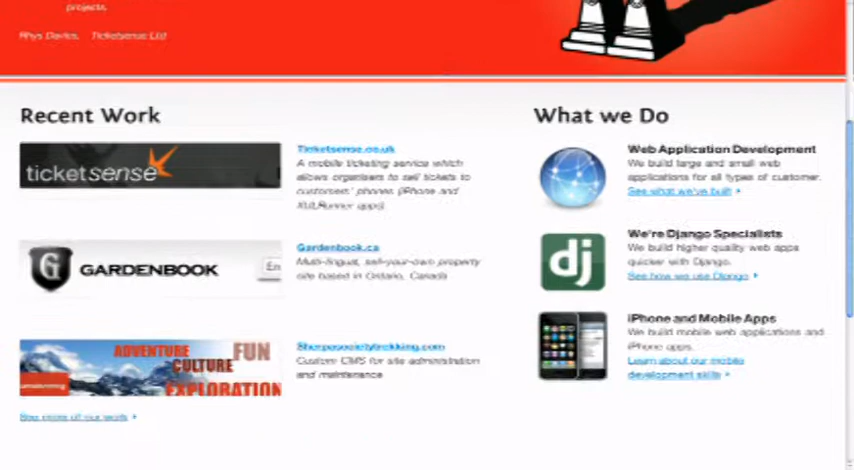 projects.
Rhys Davies, Ticketsense Ltd
Recent Work
ticketsense
Ticketsense.co.uk
A mobile ticketing service which
allows organisers to sell tickets to
customers' phones (iPhone and
XULRunner apps).
G
GARDENBOOK
En
Gardenbook.ca
Multi-lingual, sell-your-own property
site based in Ontario, Canada
ADVENTURE
FUN
CULTURE
EXPLORATION
Sherpasocietytrekking.com
Custom CMS for site administration
and maintenance
See more of our work
What we Do
Web Application Development
We build large and small web
applications for all types of customer.
See what we've built
dj
We're Django Specialists
We build higher quality web apps
quicker with Django.
See how we use Django
iPhone and Mobile Apps
We build mobile web applications and
iPhone apps.
Learn about our mobile
development skills